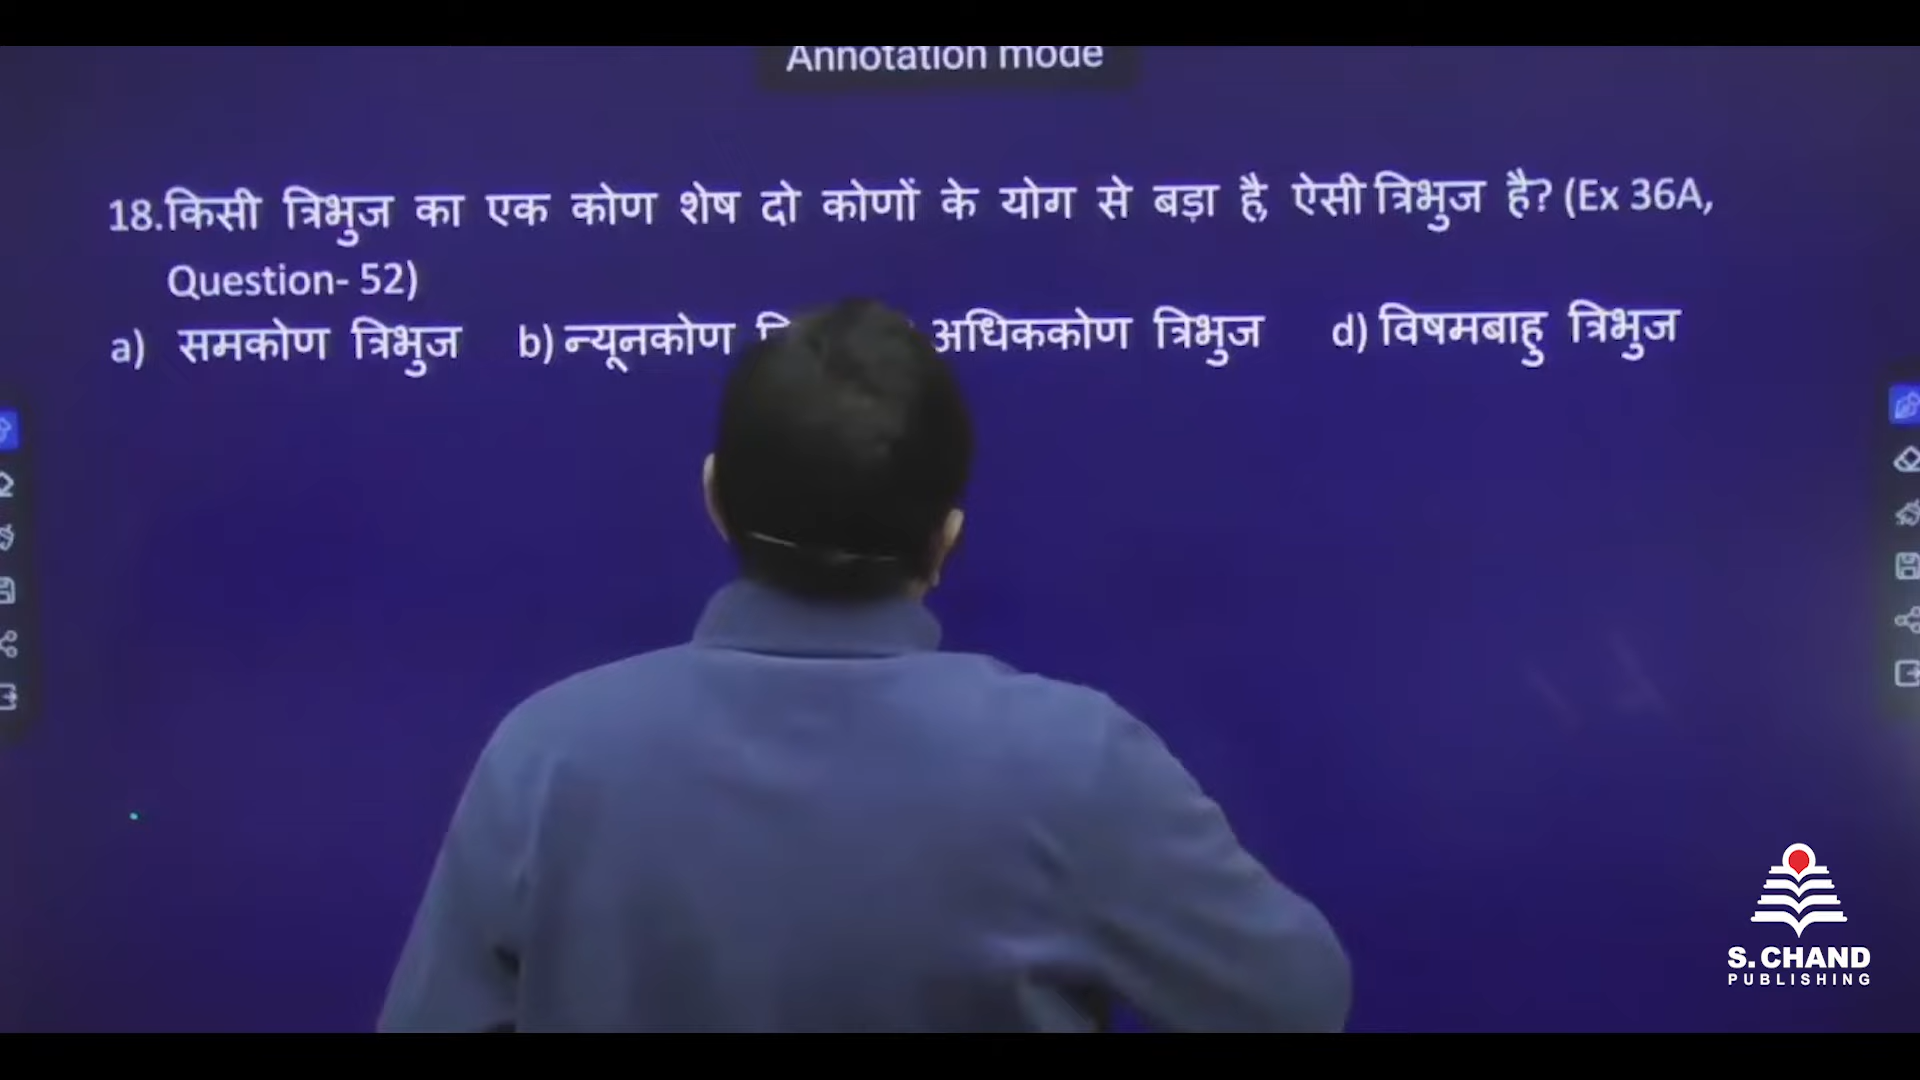 Annotation mode
18.किसी त्रिभुज का एक कोण शेष दो कोणों के योग से बड़ा है, ऐसी त्रिभुज है? (Ex 36A,
Question- 52)
a) समकोण त्रिभुज b) न्यूनकोण अधिककोण त्रिभुज d) विषमबाहु त्रिभुज
S. CHAND
PUBLISHING